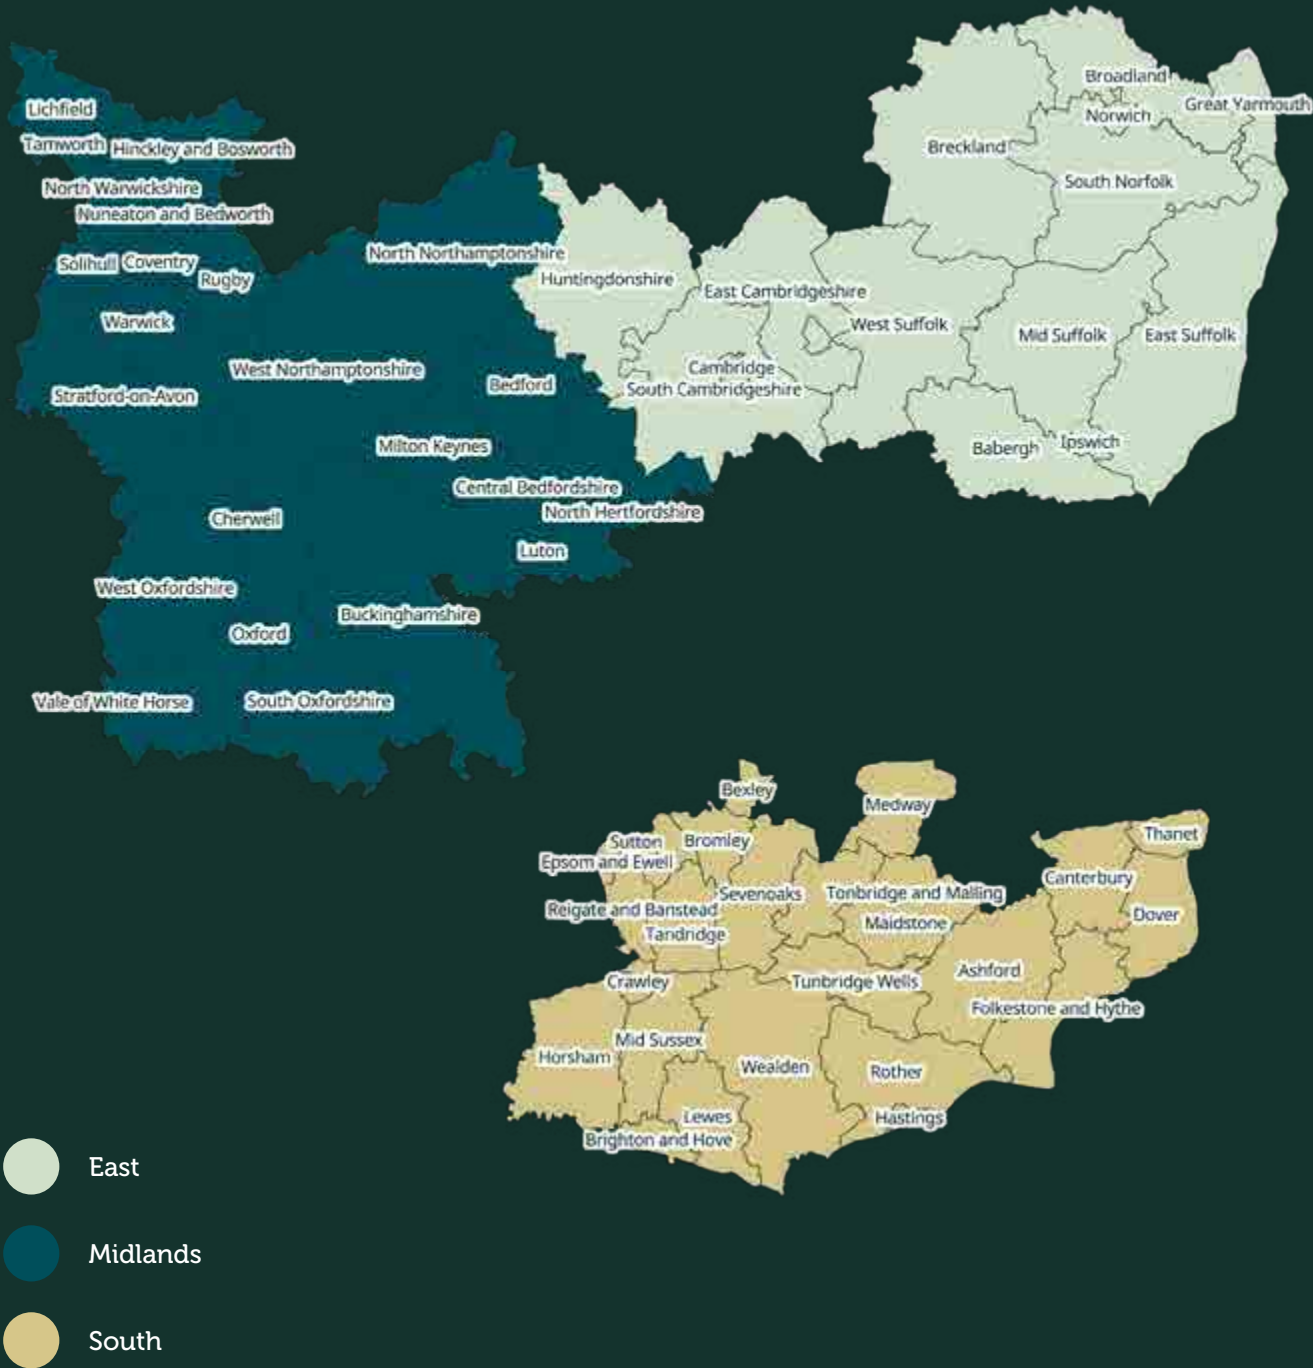 Broadland
Lichfield
Great Yarmouth
Norwich
Tamworth
Hinckley and Bosworth
Breckland
South Norfolk
North Warwickshire
Nuneaton and Bedworth
North Northamptonshire
Solihull
Coventry
Rugby
Huntingdonshire
East Cambridgeshire
Warwick
West Suffolk
Mid Suffolk
East Suffolk
West Northamptonshire
Cambridge
Bedford
South Cambridgeshire
Stratford-on-Avon
Milton Keynes
Babergh
Ipswich
Central Bedfordshire
North Hertfordshire
Cherwell
Luton
West Oxfordshire
Buckinghamshire
Oxford
Vale of White Horse
South Oxfordshire
Bexley
Medway
Thanet
Sutton
Bromley
Epsom and Ewell
Canterbury
Sevenoaks
Tonbridge and Malling
Reigate and Banstead
Dover
Maidstone
Tandridge
Ashford
Crawley
Tunbridge Wells
Folkestone and Hythe
Mid Sussex
Horsham
Wealden
Rother
Lewes
Hastings
Brighton and Hove
East
Midlands
South